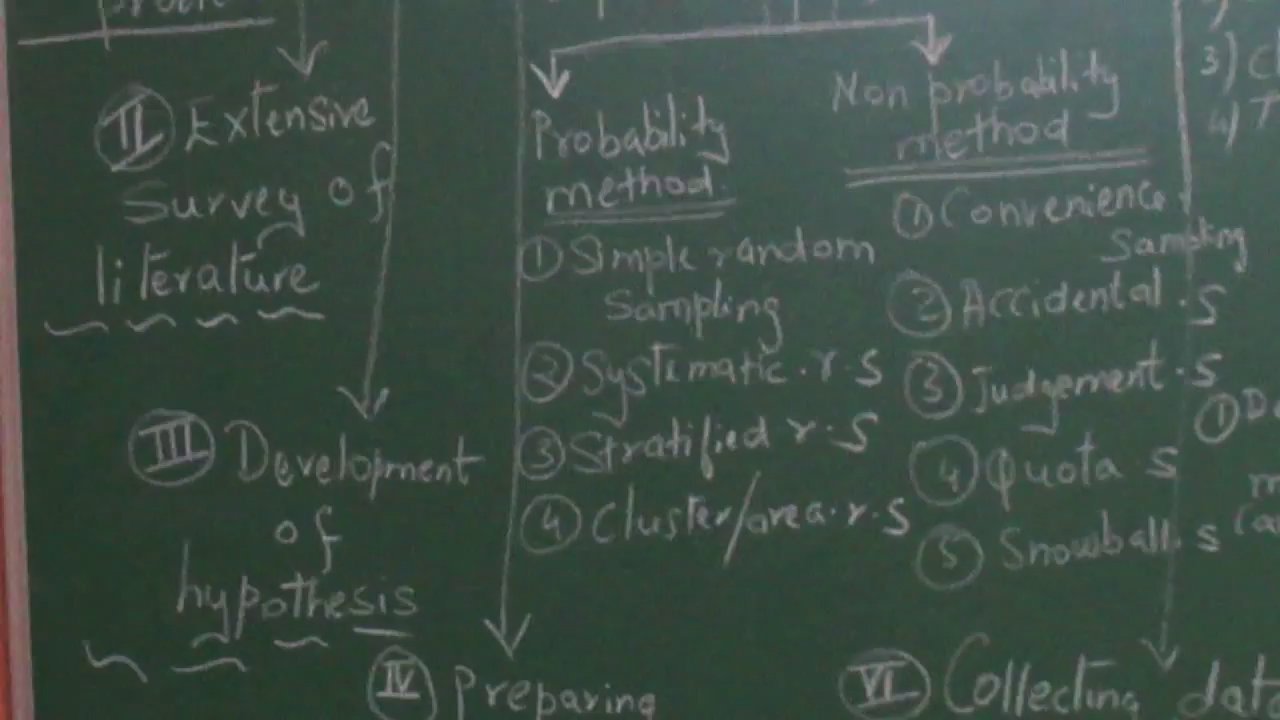 II Extensive
Survey of
literature
III Development
of
hypothesis
IV Preparing
Probability
method
1 Simple random
Sampling
2 Systematic.r.s
3 Stratified r.s
4 Cluster/area.r.s
Non probability
method
1 Convenience
Sampling
2 Accidental.s
3 Judgement.s
4 Quota s
5 Snowball.s
VI Collecting
3)
4)
1